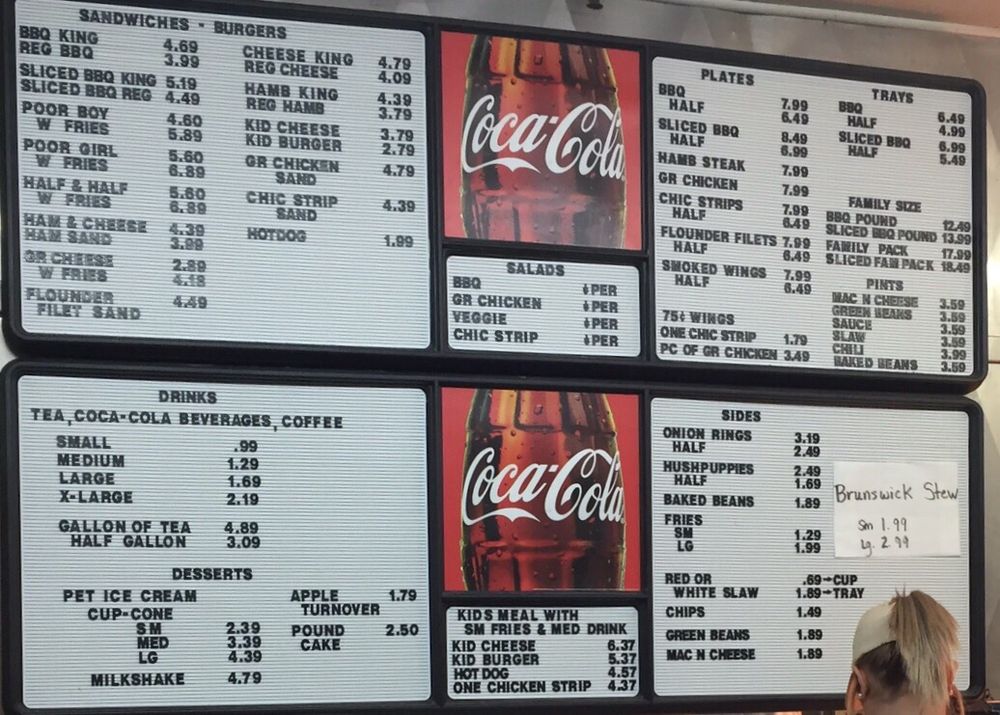 SANDWICHES - BURGERS
BBQ KING 4.69
REG BBQ 3.99
SLICED BBQ KING 5.19
SLICED BBQ REG 4.49
POOR BOY 4.60
W FRIES 5.89
POOR GIRL 5.60
W FRIES 6.89
HALF & HALF 5.60
W FRIES 6.89
HAM & CHEESE 4.39
HAM SAND 3.99
GR CHEESE 2.89
W FRIES 4.18
FLOUNDER 4.49
FILET SAND
CHEESE KING 4.79
REG CHEESE 4.09
HAMB KING 4.39
REG HAMB 3.79
KID CHEESE 3.79
KID BURGER 2.79
GR CHICKEN 4.79
SAND
CHIC STRIP 4.39
SAND
HOTDOG 1.99
Coca-Cola
SALADS
BBQ PER
GR CHICKEN PER
VEGGIE PER
CHIC STRIP PER
PLATES
BBQ 7.99
HALF 6.49
SLICED BBQ 8.49
HALF 6.99
HAMB STEAK 7.99
GR CHICKEN 7.99
CHIC STRIPS 7.99
HALF 6.49
FLOUNDER FILETS 7.99
HALF 6.49
SMOKED WINGS 7.99
HALF 6.49
75¢ WINGS
ONE CHIC STRIP 1.79
PC OF GR CHICKEN 3.49
TRAYS
BBQ 6.49
HALF 4.99
SLICED BBQ 6.99
HALF 5.49
FAMILY SIZE
BBQ POUND 12.49
SLICED BBQ POUND 13.99
FAMILY PACK 17.99
SLICED FAM PACK 18.49
PINTS
MAC N CHEESE 3.59
GREEN BEANS 3.59
SAUCE 3.59
SLAW 3.59
CHILI 3.99
BAKED BEANS 3.59
DRINKS
TEA, COCA-COLA BEVERAGES, COFFEE
SMALL .99
MEDIUM 1.29
LARGE 1.69
X-LARGE 2.19
GALLON OF TEA 4.89
HALF GALLON 3.09
DESSERTS
PET ICE CREAM
CUP-CONE
SM 2.39
MED 3.39
LG 4.39
MILKSHAKE 4.79
APPLE 1.79
TURNOVER
POUND 2.50
CAKE
Coca-Cola
KIDS MEAL WITH
SM FRIES & MED DRINK
KID CHEESE 6.37
KID BURGER 5.37
HOT DOG 4.57
ONE CHICKEN STRIP 4.37
SIDES
ONION RINGS 3.19
HALF 2.49
HUSHPUPPIES 2.49
HALF 1.69
BAKED BEANS 1.89
FRIES
SM 1.29
LG 1.99
RED OR .69→CUP
WHITE SLAW 1.89→TRAY
CHIPS 1.49
GREEN BEANS 1.89
MAC N CHEESE 1.89
Brunswick Stew
Sm 1.99
Lg. 2.99